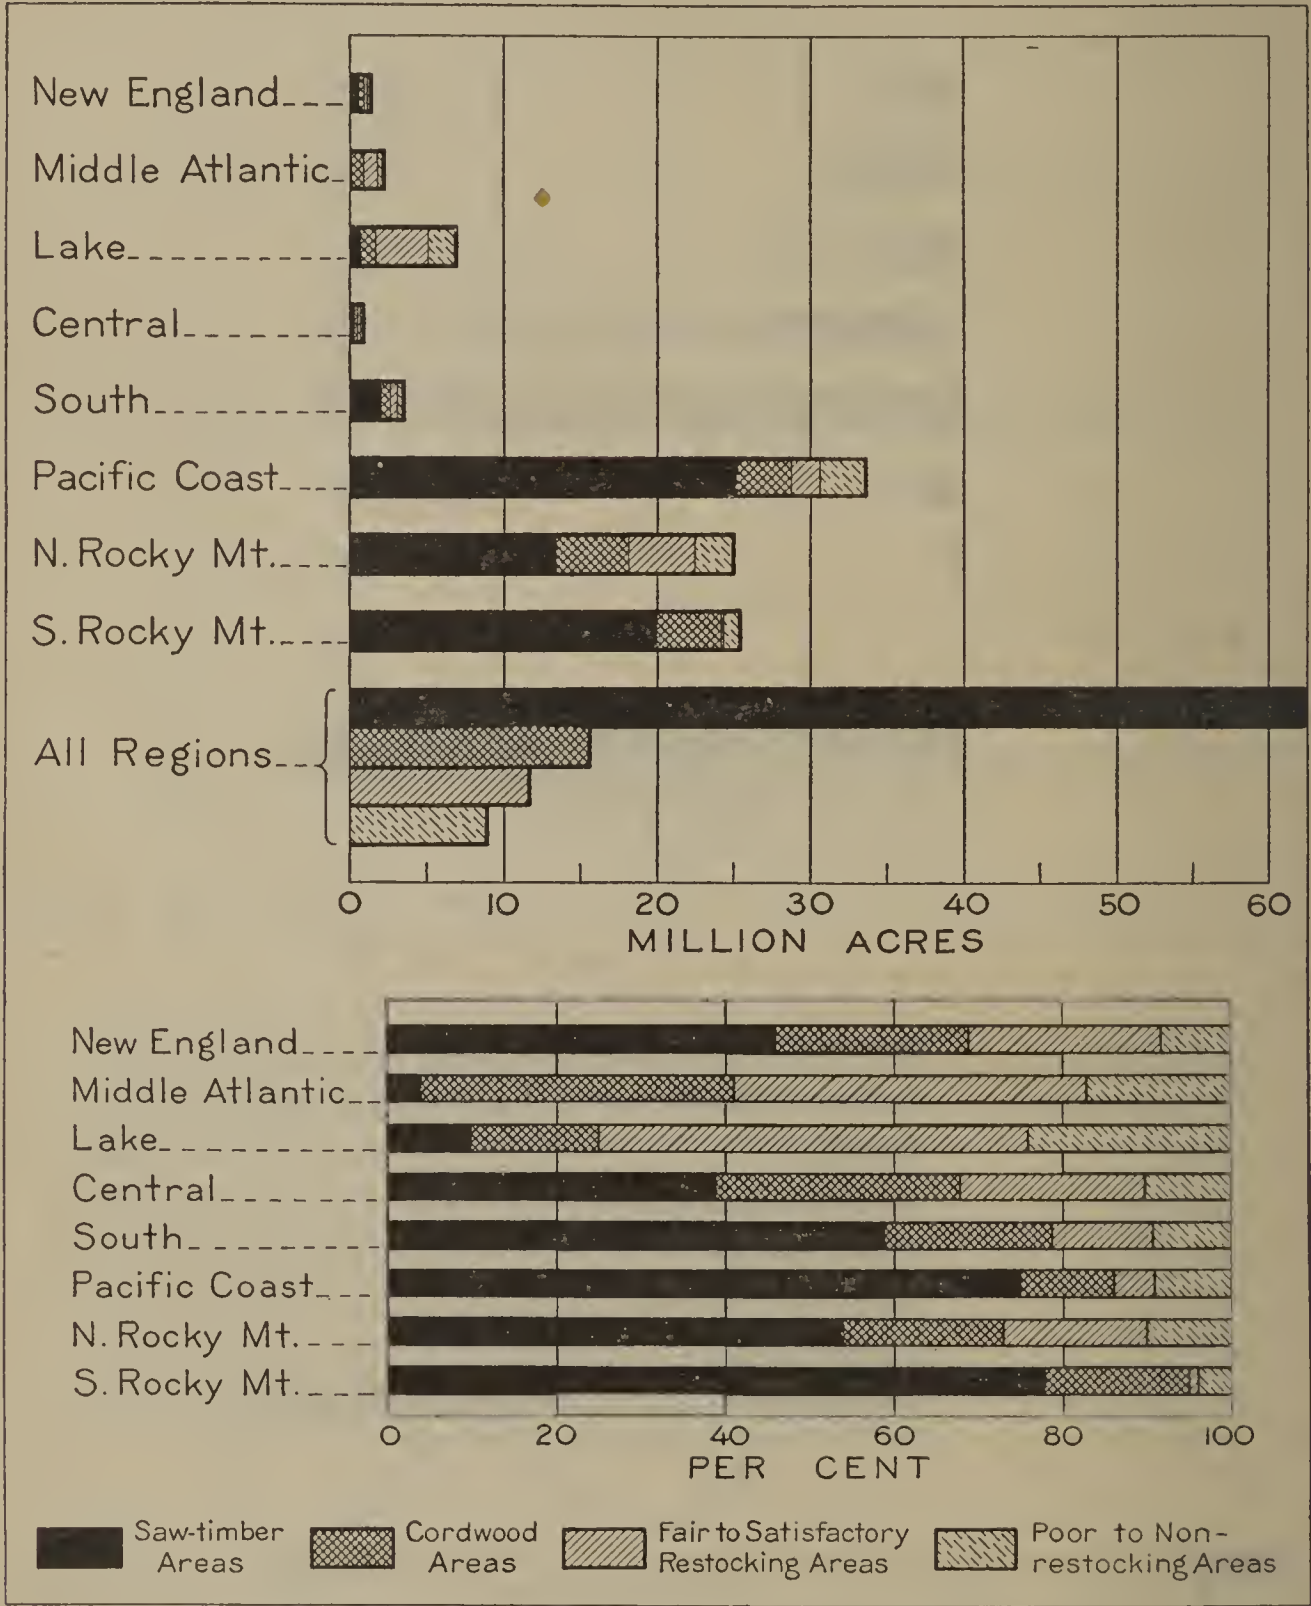 New England
Middle Atlantic
Lake
Central
South
Pacific Coast
N. Rocky Mt.
S. Rocky Mt.
All Regions
0 10 20 30 40 50 60
MILLION ACRES
New England
Middle Atlantic
Lake
Central
South
Pacific Coast
N. Rocky Mt.
S. Rocky Mt.
0 20 40 60 80 100
PER CENT
Saw-timber Cordwood Fair to Satisfactory Poor to Non-
Areas Areas Restocking Areas restocking Areas